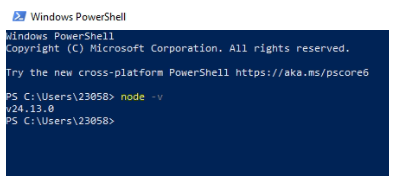 Windows PowerShell
Windows PowerShell
Copyright (C) Microsoft Corporation. All rights reserved.
Try the new cross-platform PowerShell https://aka.ms/pscore6
PS C:\Users\23058> node -v
v24.13.0
PS C:\Users\23058>